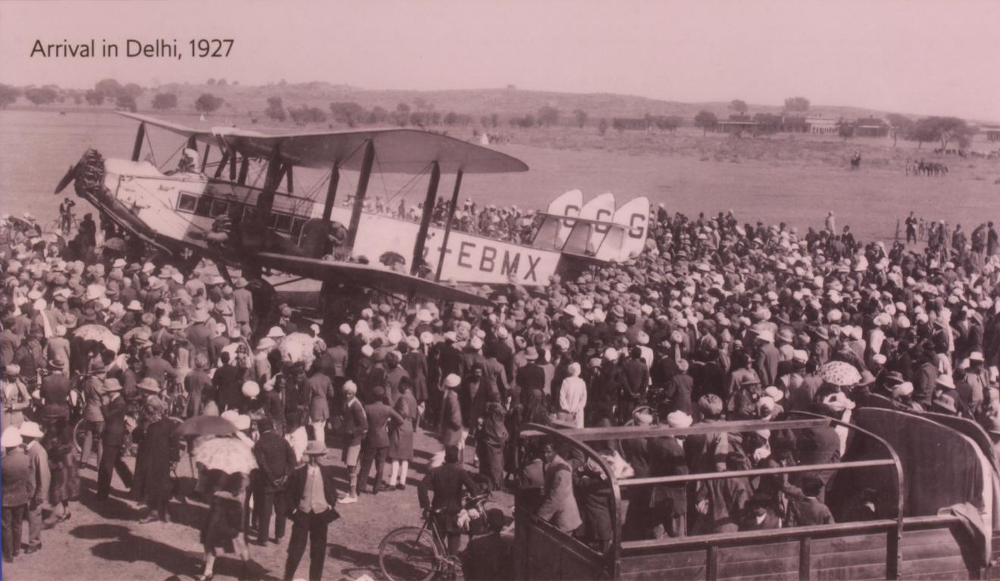 Arrival in Delhi, 1927
G G G
G-EBMX